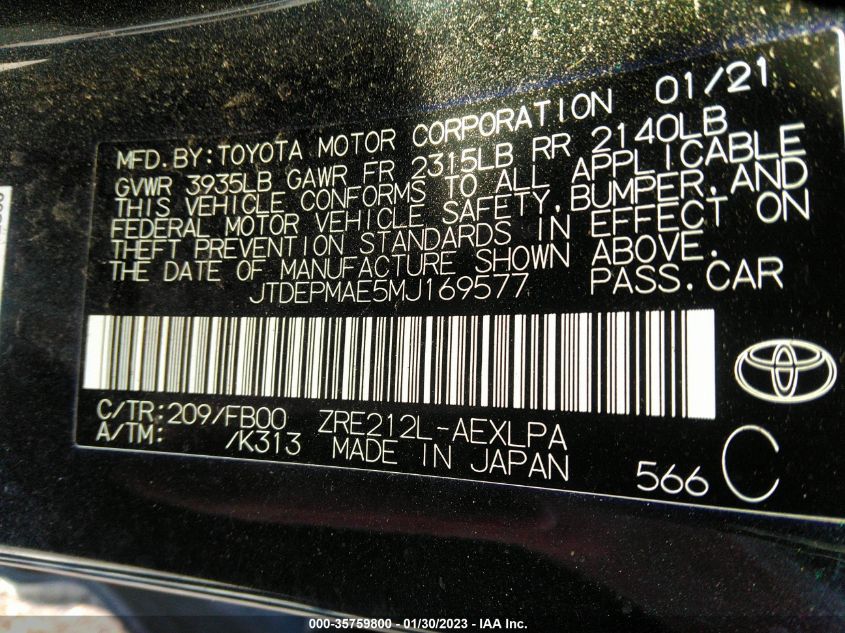 MFD.BY:TOYOTA MOTOR CORPORATION 01/21
GVWR 3935LB GAWR FR 2315LB RR 2140LB
THIS VEHICLE CONFORMS TO ALL APPLICABLE
FEDERAL MOTOR VEHICLE SAFETY, BUMPER, AND
THEFT PREVENTION STANDARDS IN EFFECT ON
THE DATE OF MANUFACTURE SHOWN ABOVE.
JTDEPMAE5MJ169577 PASS.CAR
C/TR:209/FB00 ZRE212L-AEXLPA
A/TM: /K313 MADE IN JAPAN 566 C
000-35759800 - 01/30/2023 - IAA Inc.